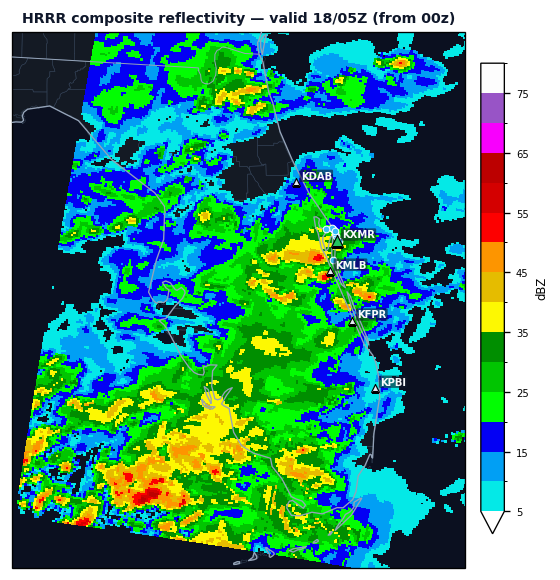 HRRR composite reflectivity — valid 18/05Z (from 00z)
KDAB
KXMR
KMLB
KFPR
KPBI
75
65
55
45
35
25
15
5
dBZ